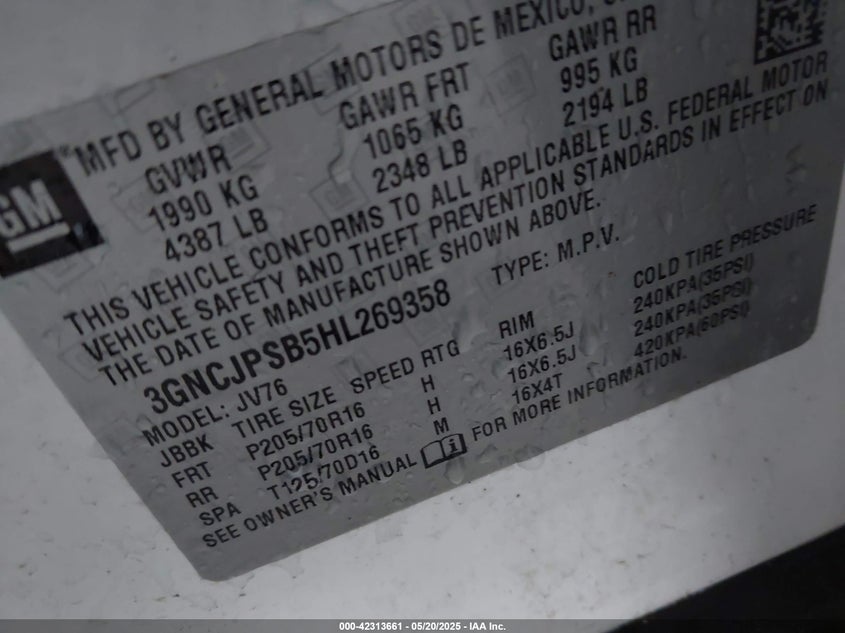 MFD BY GENERAL MOTORS DE MEXICO,
GVWR GAWR FRT GAWR RR
1990 KG 1065 KG 995 KG
4387 LB 2348 LB 2194 LB
GM
THIS VEHICLE CONFORMS TO ALL APPLICABLE U.S. FEDERAL MOTOR
VEHICLE SAFETY AND THEFT PREVENTION STANDARDS IN EFFECT ON
THE DATE OF MANUFACTURE SHOWN ABOVE.
3GNCJPSB5HL269358 TYPE: M.P.V.
MODEL: JV76
JBBK TIRE SIZE SPEED RTG RIM COLD TIRE PRESSURE
FRT P205/70R16 H 16X6.5J 240KPA(35PSI)
RR P205/70R16 H 16X6.5J 240KPA(35PSI)
SPA T125/70D16 M 16X4T 420KPA(60PSI)
SEE OWNER'S MANUAL FOR MORE INFORMATION.
000-42313661 - 05/20/2025 - IAA Inc.